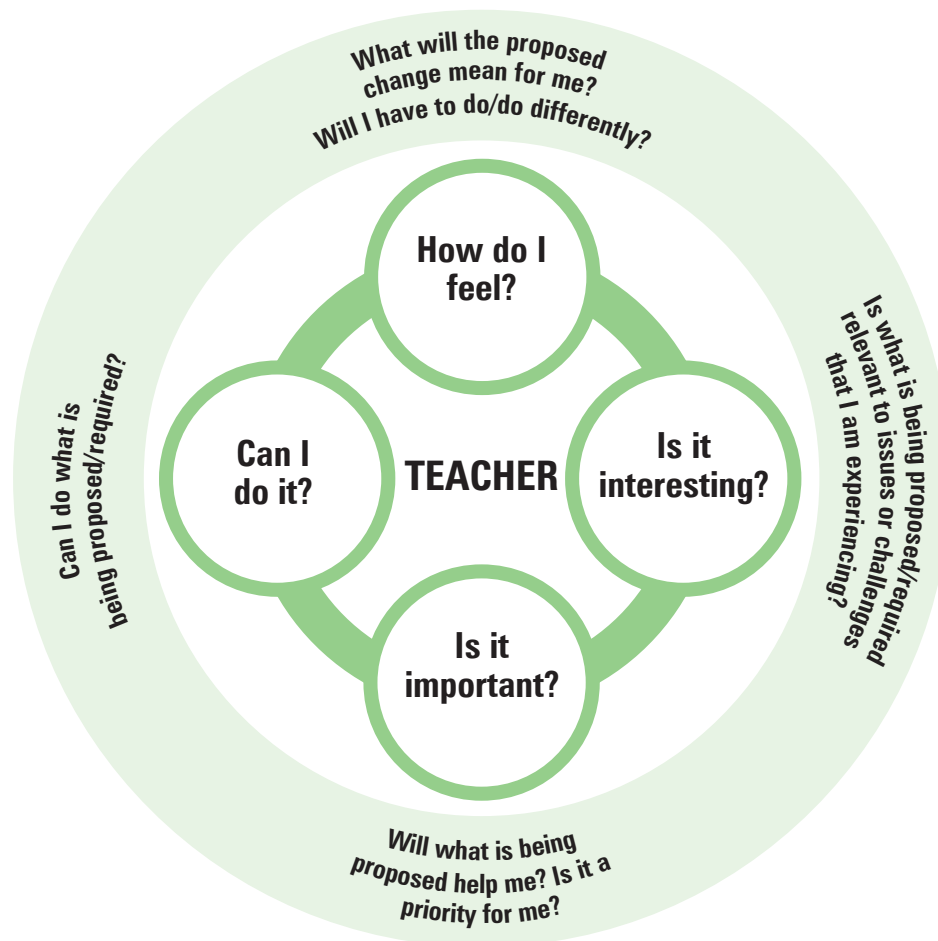 What will the proposed
change mean for me?
Will I have to do/do differently?
How do I
feel?
Is what is being proposed/required
relevant to issues or challenges
that I am experiencing?
Is it
interesting?
TEACHER
Can I
do it?
Can I do what is
being proposed/required?
Is it
important?
Will what is being
proposed help me? Is it a
priority for me?